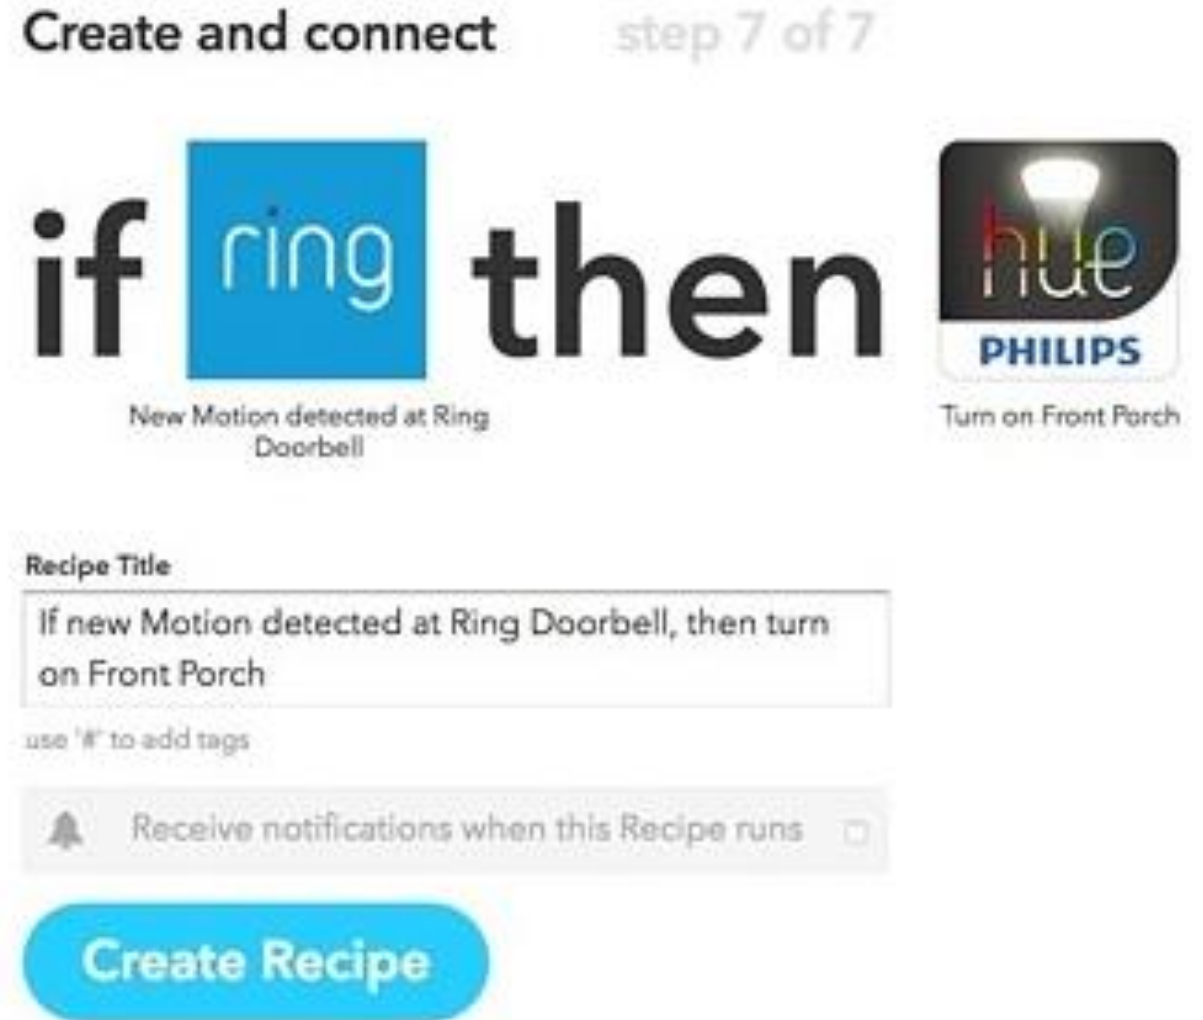 Create and connect step 7 of 7
if ring then hue
PHILIPS
New Motion detected at Ring
Doorbell
Turn on Front Porch
Recipe Title
If new Motion detected at Ring Doorbell, then turn
on Front Porch
use '#' to add tags
Receive notifications when this Recipe runs
Create Recipe